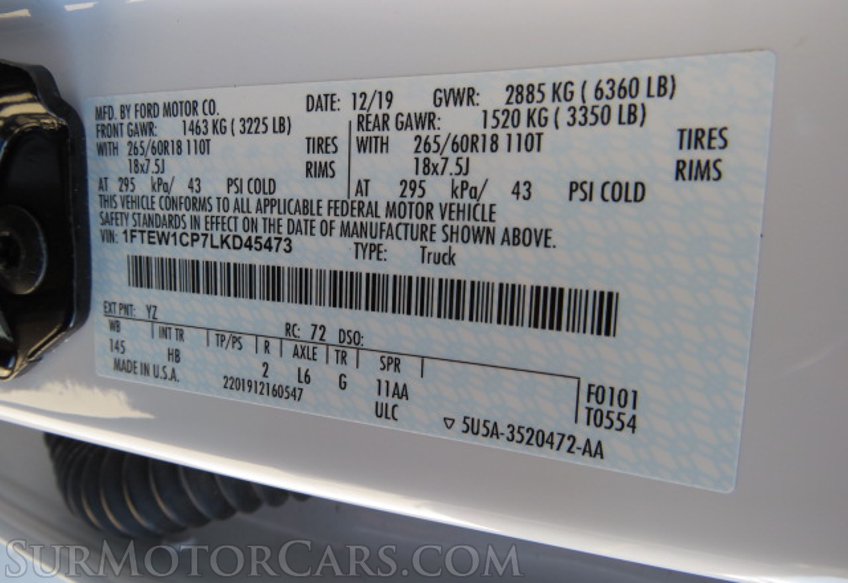 MFD. BY FORD MOTOR CO. DATE: 12/19 GVWR: 2885 KG ( 6360 LB)
FRONT GAWR: 1463 KG ( 3225 LB) REAR GAWR: 1520 KG ( 3350 LB)
WITH 265/60R18 110T TIRES WITH 265/60R18 110T TIRES
18x7.5J RIMS 18x7.5J RIMS
AT 295 kPa/ 43 PSI COLD AT 295 kPa/ 43 PSI COLD
THIS VEHICLE CONFORMS TO ALL APPLICABLE FEDERAL MOTOR VEHICLE
SAFETY STANDARDS IN EFFECT ON THE DATE OF MANUFACTURE SHOWN ABOVE.
VIN: 1FTEW1CP7LKD45473 TYPE: Truck
EXT PNT: YZ RC: 72 DSO:
WB INT TR TP/PS R AXLE TR SPR
145 HB 2 L6 G 11AA F0101
MADE IN U.S.A. 2201912160547 ULC T0554
▽ 5U5A-3520472-AA
SURMOTORCARS.COM